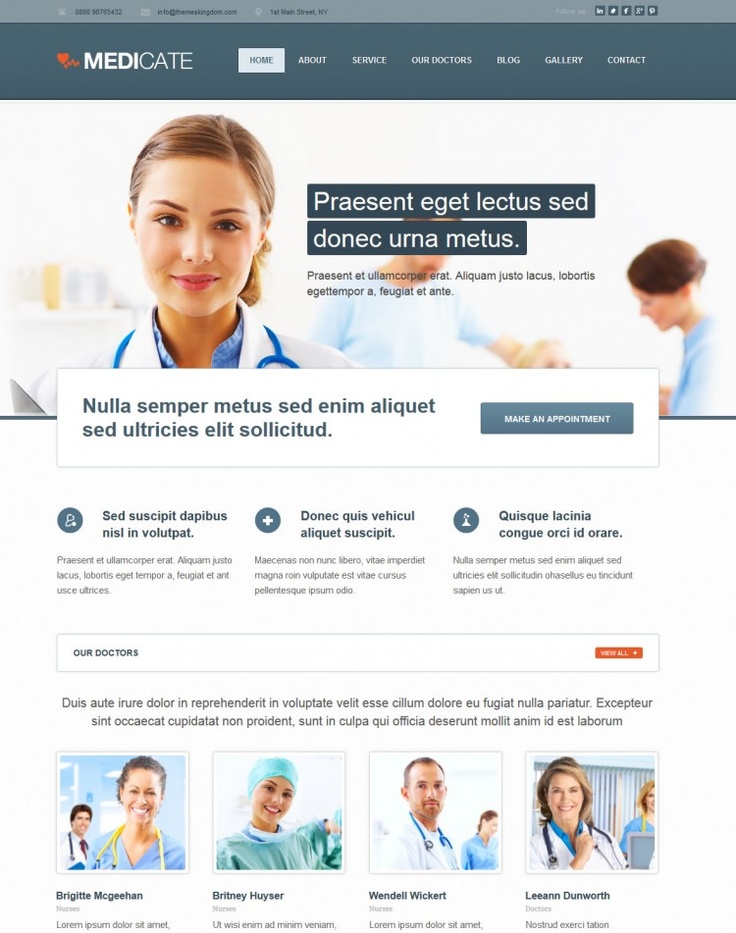 0800 98765432 info@themeskingdom.com 1st Main Street, NY Follow us
MEDICATE
HOME ABOUT SERVICE OUR DOCTORS BLOG GALLERY CONTACT
Praesent eget lectus sed
donec urna metus.
Praesent et ullamcorper erat. Aliquam justo lacus, lobortis
egettempor a, feugiat et ante.
Nulla semper metus sed enim aliquet
sed ultricies elit sollicitud.
MAKE AN APPOINTMENT
Sed suscipit dapibus
nisl in volutpat.
Praesent et ullamcorper erat. Aliquam justo
lacus, lobortis eget tempor a, feugiat et ant
usce ultrices.
Donec quis vehicul
aliquet suscipit.
Maecenas non nunc libero, vitae imperdiet
magna roin vulputate est vitae cursus
pellentesque ipsum odio.
Quisque lacinia
congue orci id orare.
Nulla semper metus sed enim aliquet sed
ultricies elit sollicitudin ohasellus eu tincidunt
sapien us ut.
OUR DOCTORS
VIEW ALL +
Duis aute irure dolor in reprehenderit in voluptate velit esse cillum dolore eu fugiat nulla pariatur. Excepteur
sint occaecat cupidatat non proident, sunt in culpa qui officia deserunt mollit anim id est laborum
Brigitte Mcgeehan
Nurses
Lorem ipsum dolor sit amet,
Britney Huyser
Nurses
Ut wisi enim ad minim veniam,
Wendell Wickert
Nurses
Lorem ipsum dolor sit amet,
Leeann Dunworth
Doctors
Nostrud exerci tation